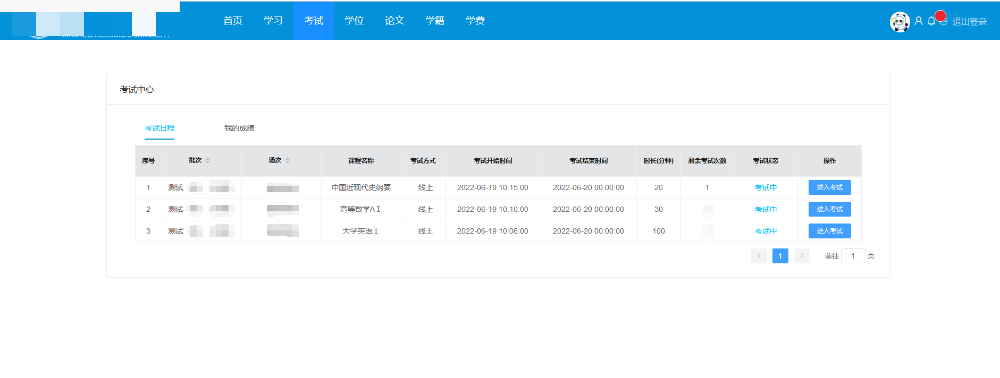 首页 学习 考试 学位 论文 学籍 学费 退出登录
XI'AN TECHNOLOGICAL UNIVERSITY
考试中心
考试日程 我的成绩
序号 批次 场次 课程名称 考试方式 考试开始时间 考试结束时间 时长(分钟) 剩余考试次数 考试状态 操作
1 测试 中国近现代史纲要 线上 2022-06-19 10:15:00 2022-06-20 00:00:00 20 1 考试中 进入考试
2 测试 高等数学A I 线上 2022-06-19 10:10:00 2022-06-20 00:00:00 30 考试中 进入考试
3 测试 大学英语 I 线上 2022-06-19 10:06:00 2022-06-20 00:00:00 100 考试中 进入考试
1 前往 1 页